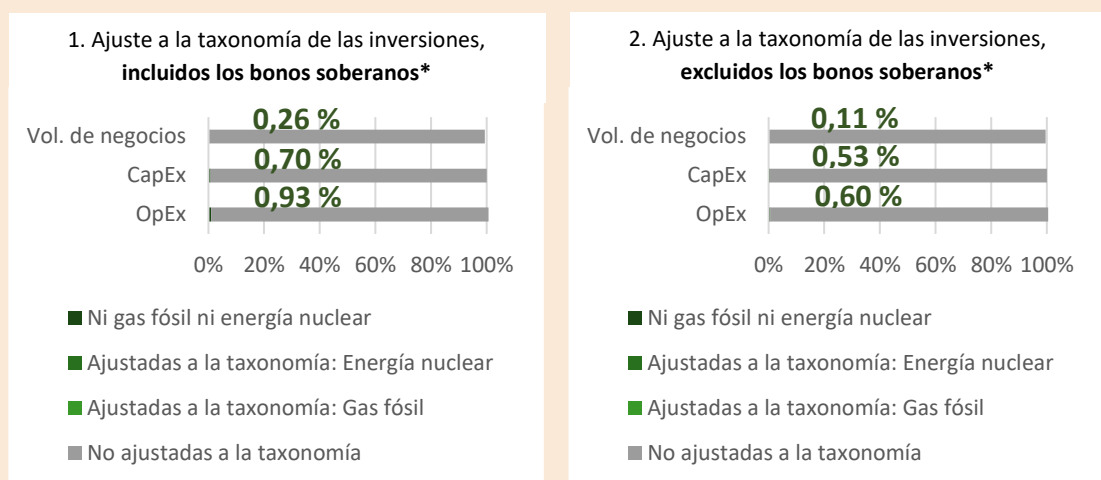 1. Ajuste a la taxonomía de las inversiones,
incluidos los bonos soberanos*
Vol. de negocios
0,26 %
CapEx
0,70 %
OpEx
0,93 %
0% 20% 40% 60% 80% 100%
■ Ni gas fósil ni energía nuclear
■ Ajustadas a la taxonomía: Energía nuclear
■ Ajustadas a la taxonomía: Gas fósil
■ No ajustadas a la taxonomía
2. Ajuste a la taxonomía de las inversiones,
excluidos los bonos soberanos*
Vol. de negocios
0,11 %
CapEx
0,53 %
OpEx
0,60 %
0% 20% 40% 60% 80% 100%
■ Ni gas fósil ni energía nuclear
■ Ajustadas a la taxonomía: Energía nuclear
■ Ajustadas a la taxonomía: Gas fósil
■ No ajustadas a la taxonomía